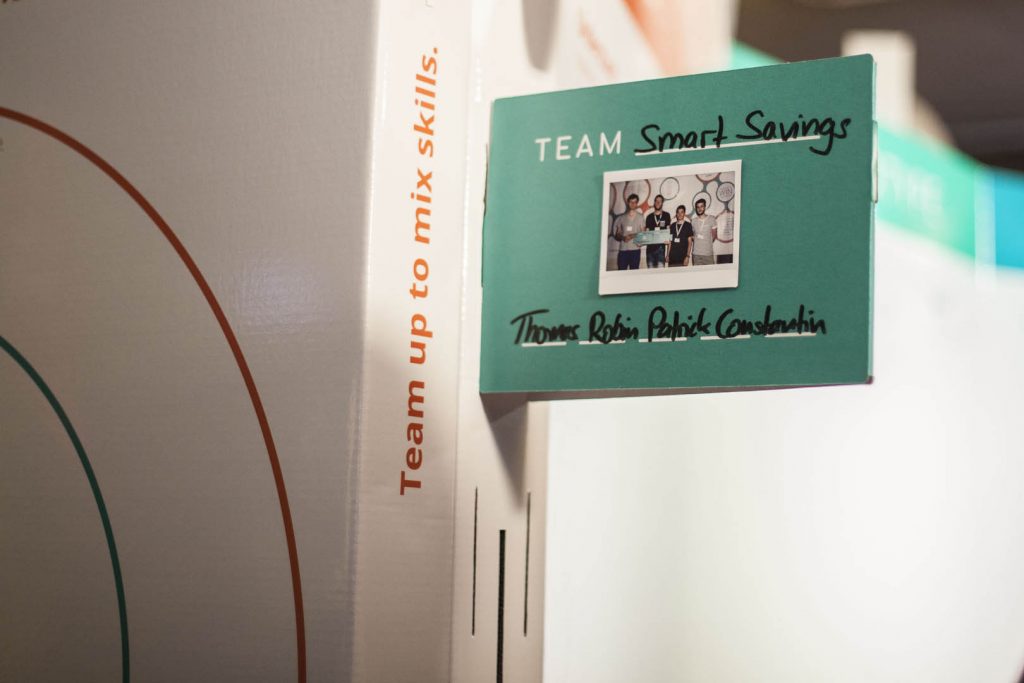 Team up to mix skills.
TEAM Smart Savings
Thomas Robin Patrick Constantin